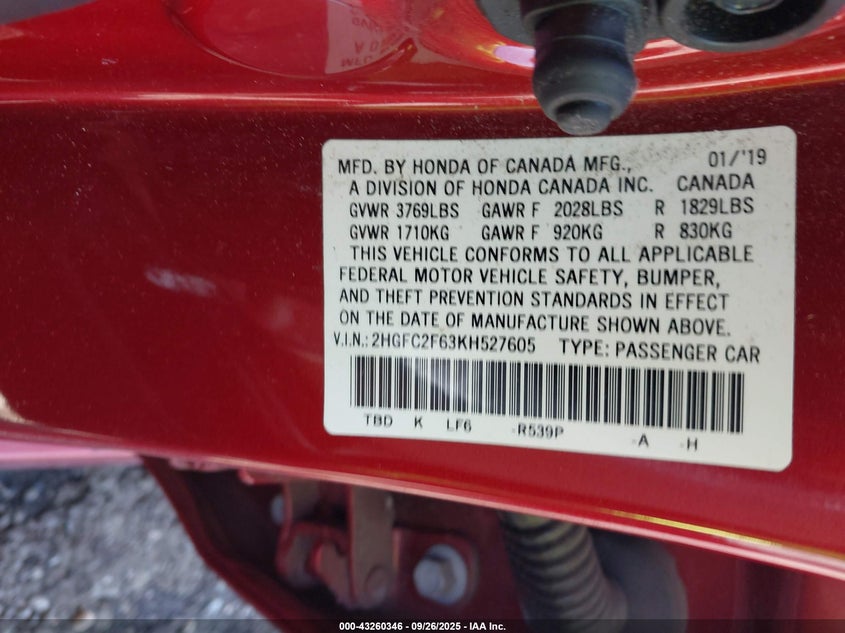 MFD. BY HONDA OF CANADA MFG., 01/'19
A DIVISION OF HONDA CANADA INC. CANADA
GVWR 3769LBS GAWR F 2028LBS R 1829LBS
GVWR 1710KG GAWR F 920KG R 830KG
THIS VEHICLE CONFORMS TO ALL APPLICABLE
FEDERAL MOTOR VEHICLE SAFETY, BUMPER,
AND THEFT PREVENTION STANDARDS IN EFFECT
ON THE DATE OF MANUFACTURE SHOWN ABOVE.
V.I.N.: 2HGFC2F63KH527605 TYPE: PASSENGER CAR
TBD K LF6 -R539P -A -H
000-43260346 - 09/26/2025 - IAA Inc.